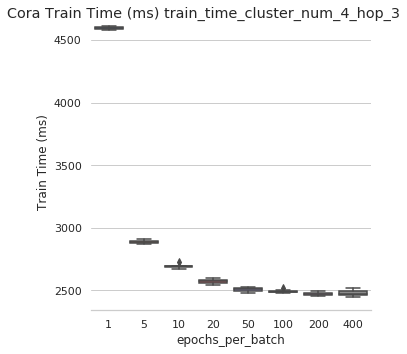 Cora Train Time (ms) train_time_cluster_num_4_hop_3
4500
4000
3500
3000
2500
Train Time (ms)
1 5 10 20 50 100 200 400
epochs_per_batch